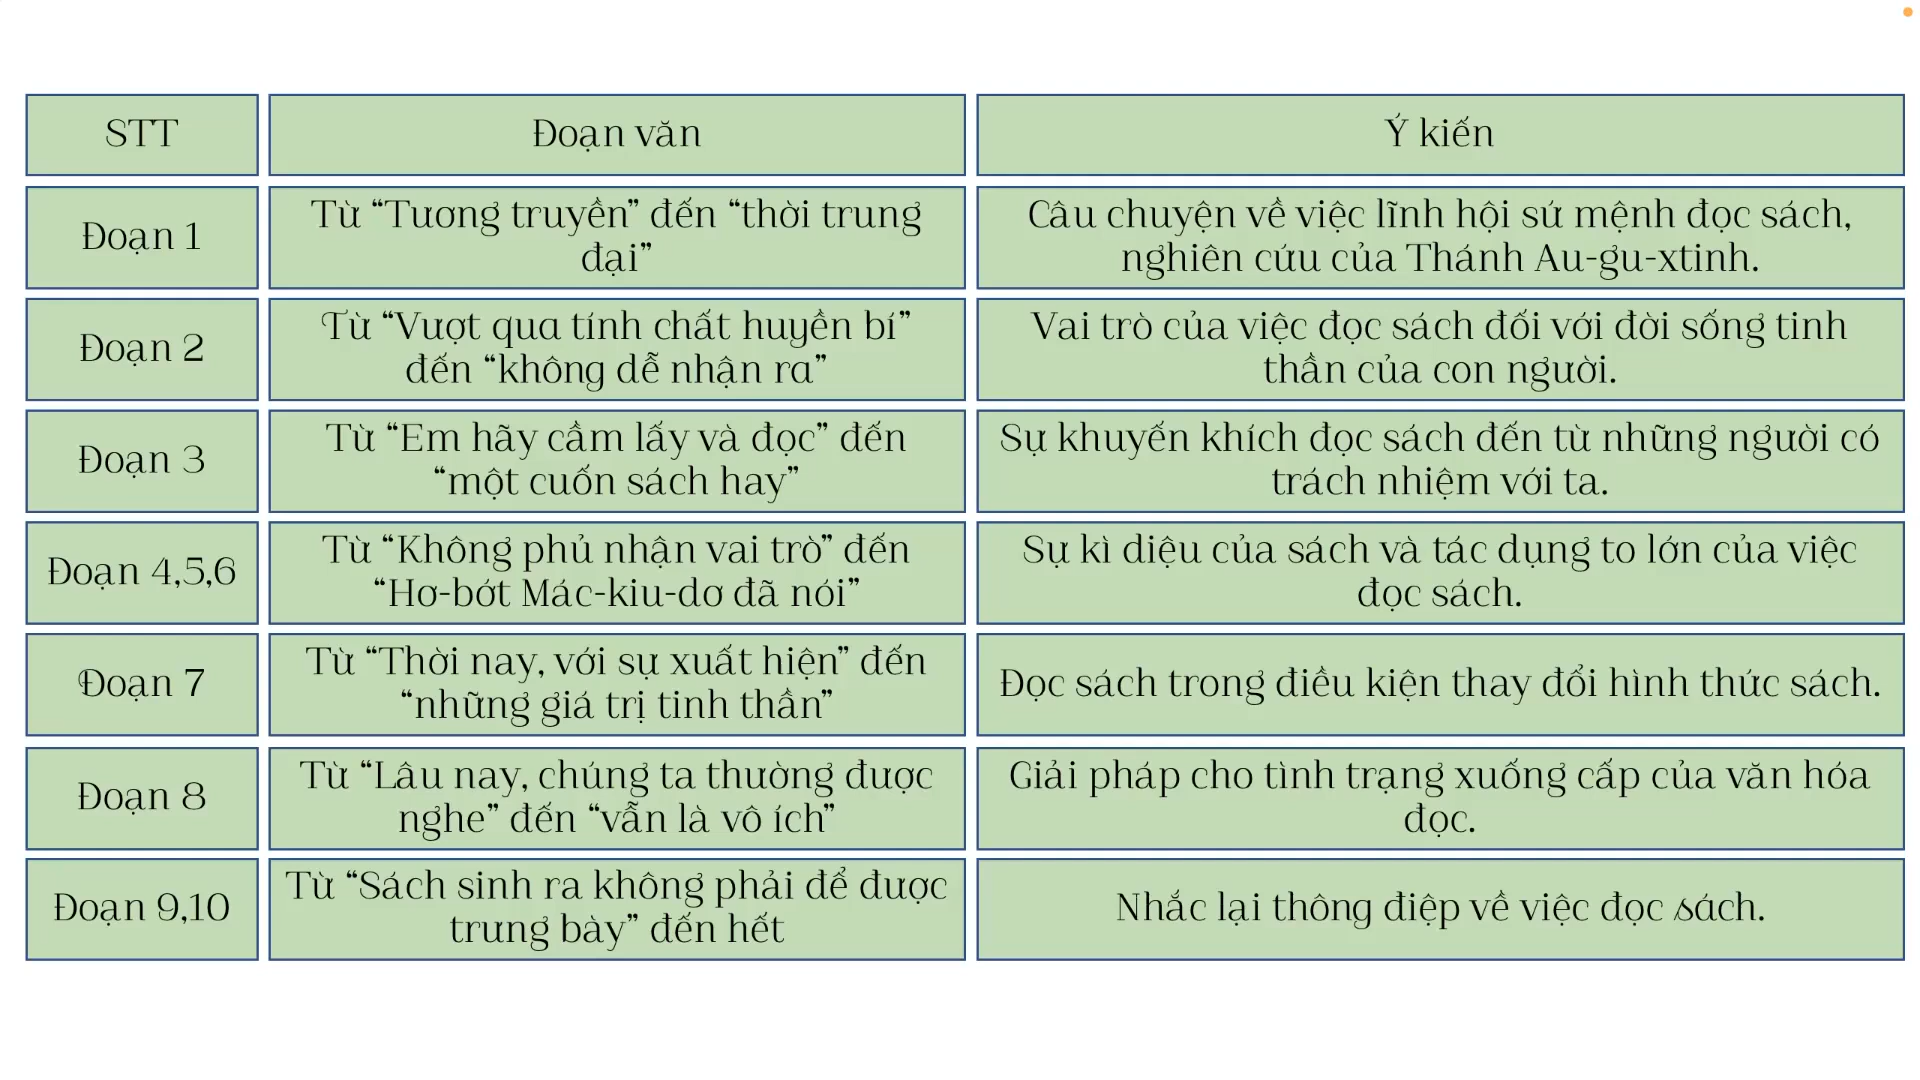 STT
Đoạn văn
Ý kiến
Đoạn 1
Từ “Tương truyền” đến “thời trung
đại”
Câu chuyện về việc lĩnh hội sứ mệnh đọc sách,
nghiên cứu của Thánh Au-gu-xtinh.
Đoạn 2
Từ “Vượt qua tính chất huyền bí”
đến “không dễ nhận ra”
Vai trò của việc đọc sách đối với đời sống tinh
thần của con người.
Đoạn 3
Từ “Em hãy cầm lấy và đọc” đến
“một cuốn sách hay”
Sự khuyến khích đọc sách đến từ những người có
trách nhiệm với ta.
Đoạn 4,5,6
Từ “Không phủ nhận vai trò” đến
“Hơ-bớt Mác-kiu-dơ đã nói”
Sự kì diệu của sách và tác dụng to lớn của việc
đọc sách.
Đoạn 7
Từ “Thời nay, với sự xuất hiện” đến
“những giá trị tinh thần”
Đọc sách trong điều kiện thay đổi hình thức sách.
Đoạn 8
Từ “Lâu nay, chúng ta thường được
nghe” đến “vẫn là vô ích”
Giải pháp cho tình trạng xuống cấp của văn hóa
đọc.
Đoạn 9,10
Từ “Sách sinh ra không phải để được
trưng bày” đến hết
Nhắc lại thông điệp về việc đọc sách.